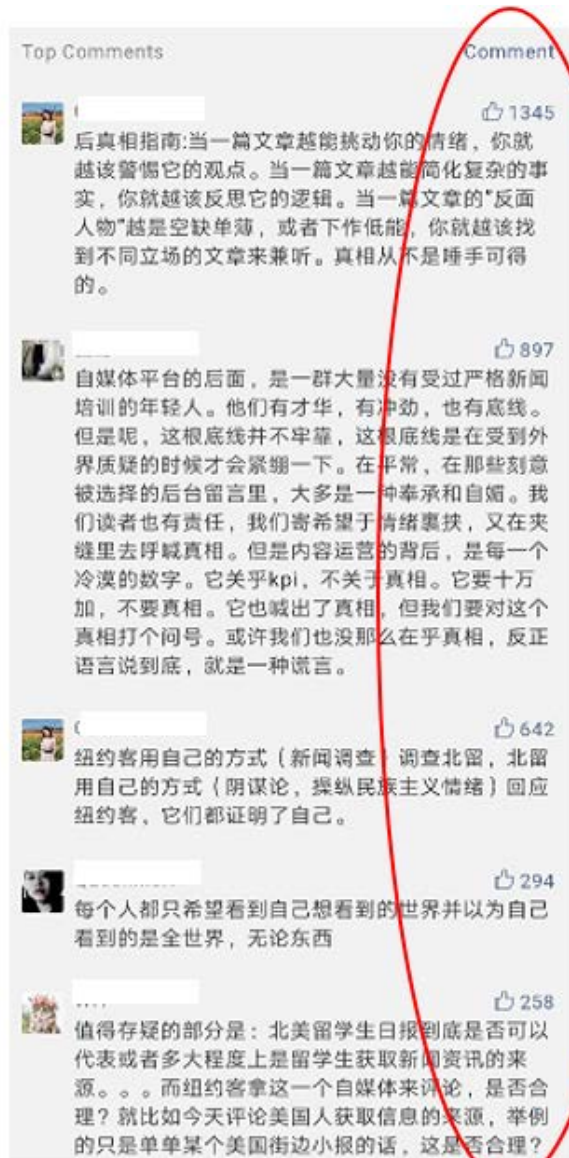 Top Comments
Comment
1345
后真相指南:当一篇文章越能挑动你的情绪，你就
越该警惕它的观点。当一篇文章越能简化复杂的事
实，你就越该反思它的逻辑。当一篇文章的"反面
人物"越是空缺单薄，或者下作低能，你就越该找
到不同立场的文章来兼听。真相从不是唾手可得
的。
897
自媒体平台的后面，是一群大量没有受过严格新闻
培训的年轻人。他们有才华，有冲劲，也有底线。
但是呢，这根底线并不牢靠，这根底线是在受到外
界质疑的时候才会紧绷一下。在平常，在那些刻意
被选择的后台留言里，大多是一种奉承和自媚。我
们读者也有责任，我们寄希望于情绪裹挟，又在夹
缝里去呼喊真相。但是内容运营的背后，是每一个
冷漠的数字。它关乎kpi，不关于真相。它要十万
加，不要真相。它也喊出了真相，但我们要对这个
真相打个问号。或许我们也没那么在乎真相，反正
语言说到底，就是一种谎言。
642
纽约客用自己的方式（新闻调查）调查北留，北留
用自己的方式（阴谋论，操纵民族主义情绪）回应
纽约客，它们都证明了自己。
294
每个人都只希望看到自己想看到的世界并以为自己
看到的是全世界，无论东西
258
值得存疑的部分是：北美留学生日报到底是否可以
代表或者多大程度上是留学生获取新闻资讯的来
源。。。而纽约客拿这一个自媒体来评论，是否合
理？就比如今天评论美国人获取信息的来源，举例
的只是单单某个美国街边小报的话，这是否合理？